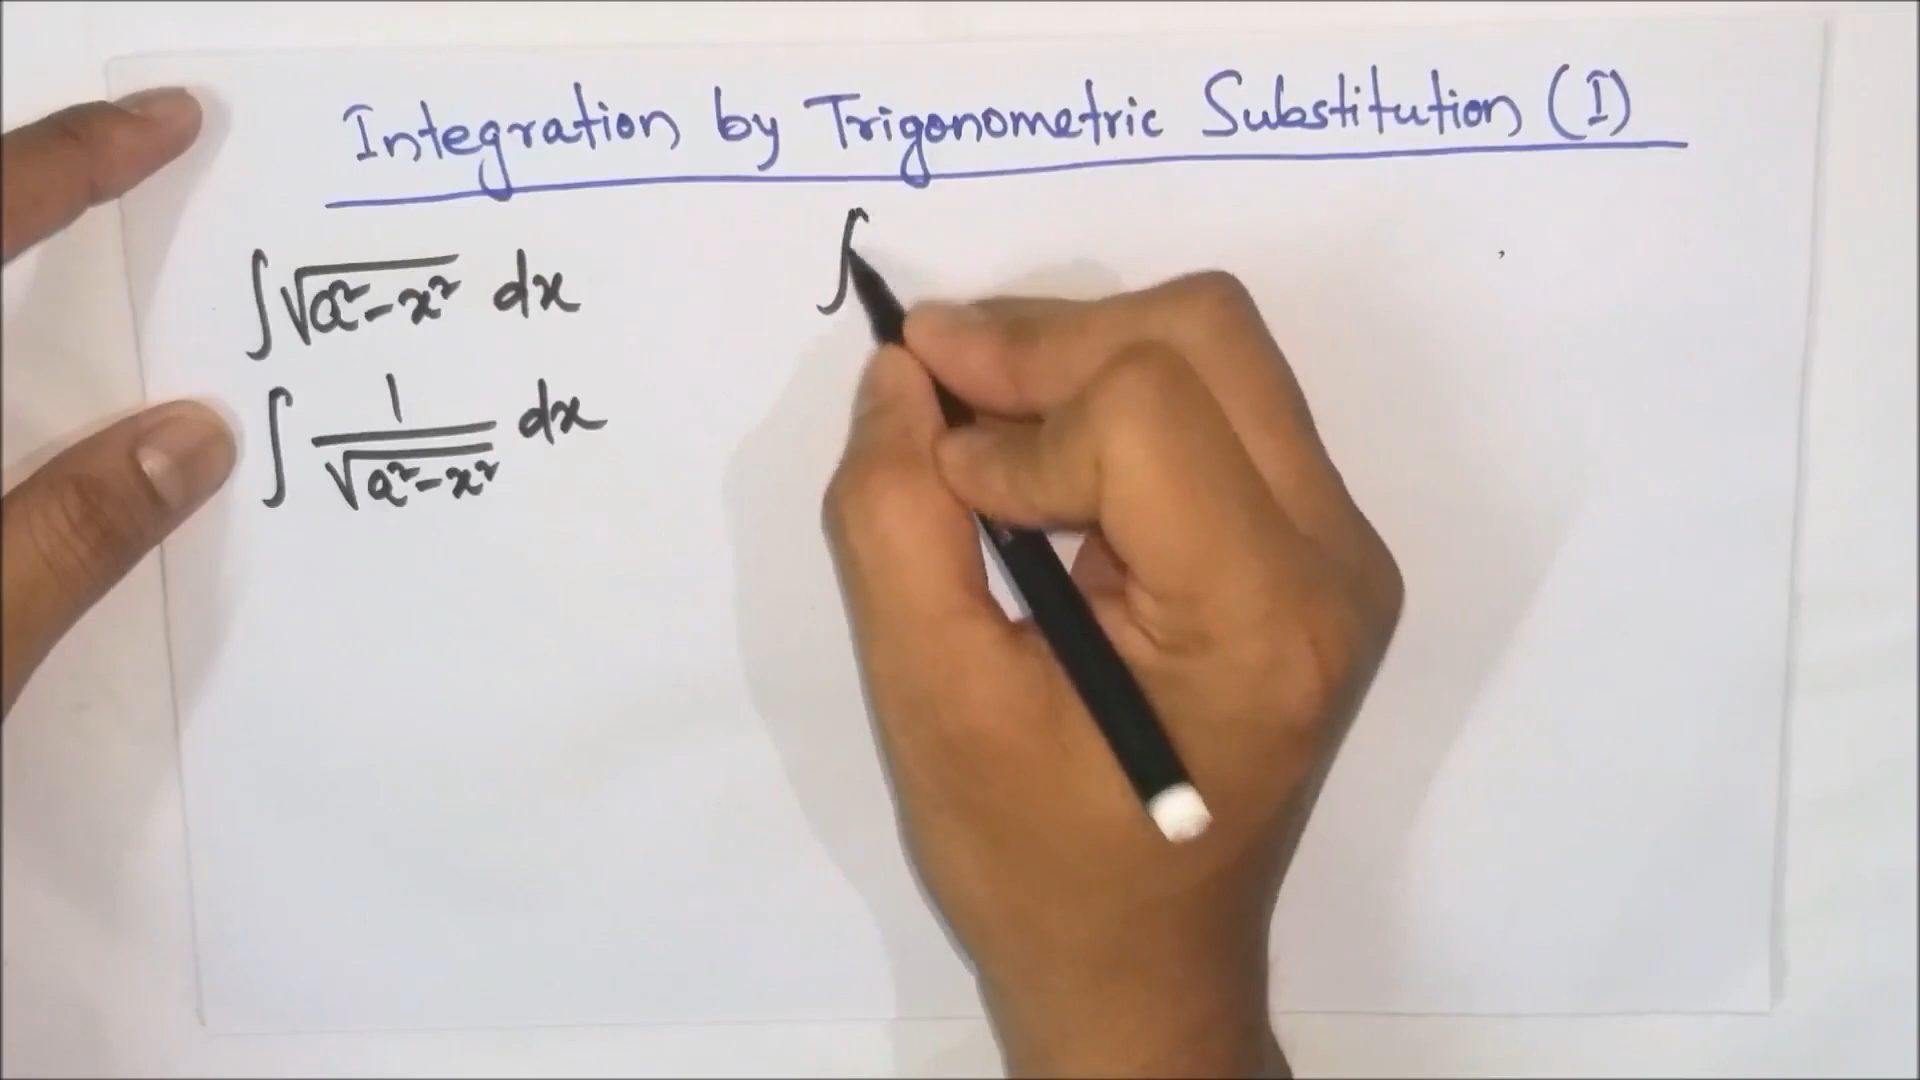 Integration by Trigonometric Substitution (I)
∫√(a²-x²) dx
∫ 1/√(a²-x²) dx
∫